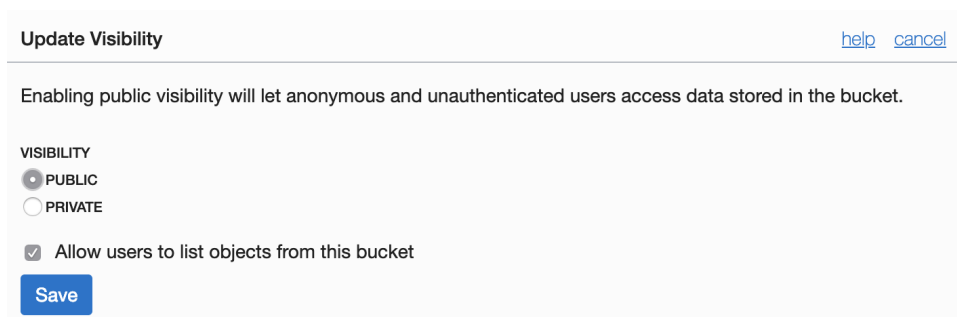 Update Visibility
help cancel
Enabling public visibility will let anonymous and unauthenticated users access data stored in the bucket.
VISIBILITY
PUBLIC
PRIVATE
Allow users to list objects from this bucket
Save